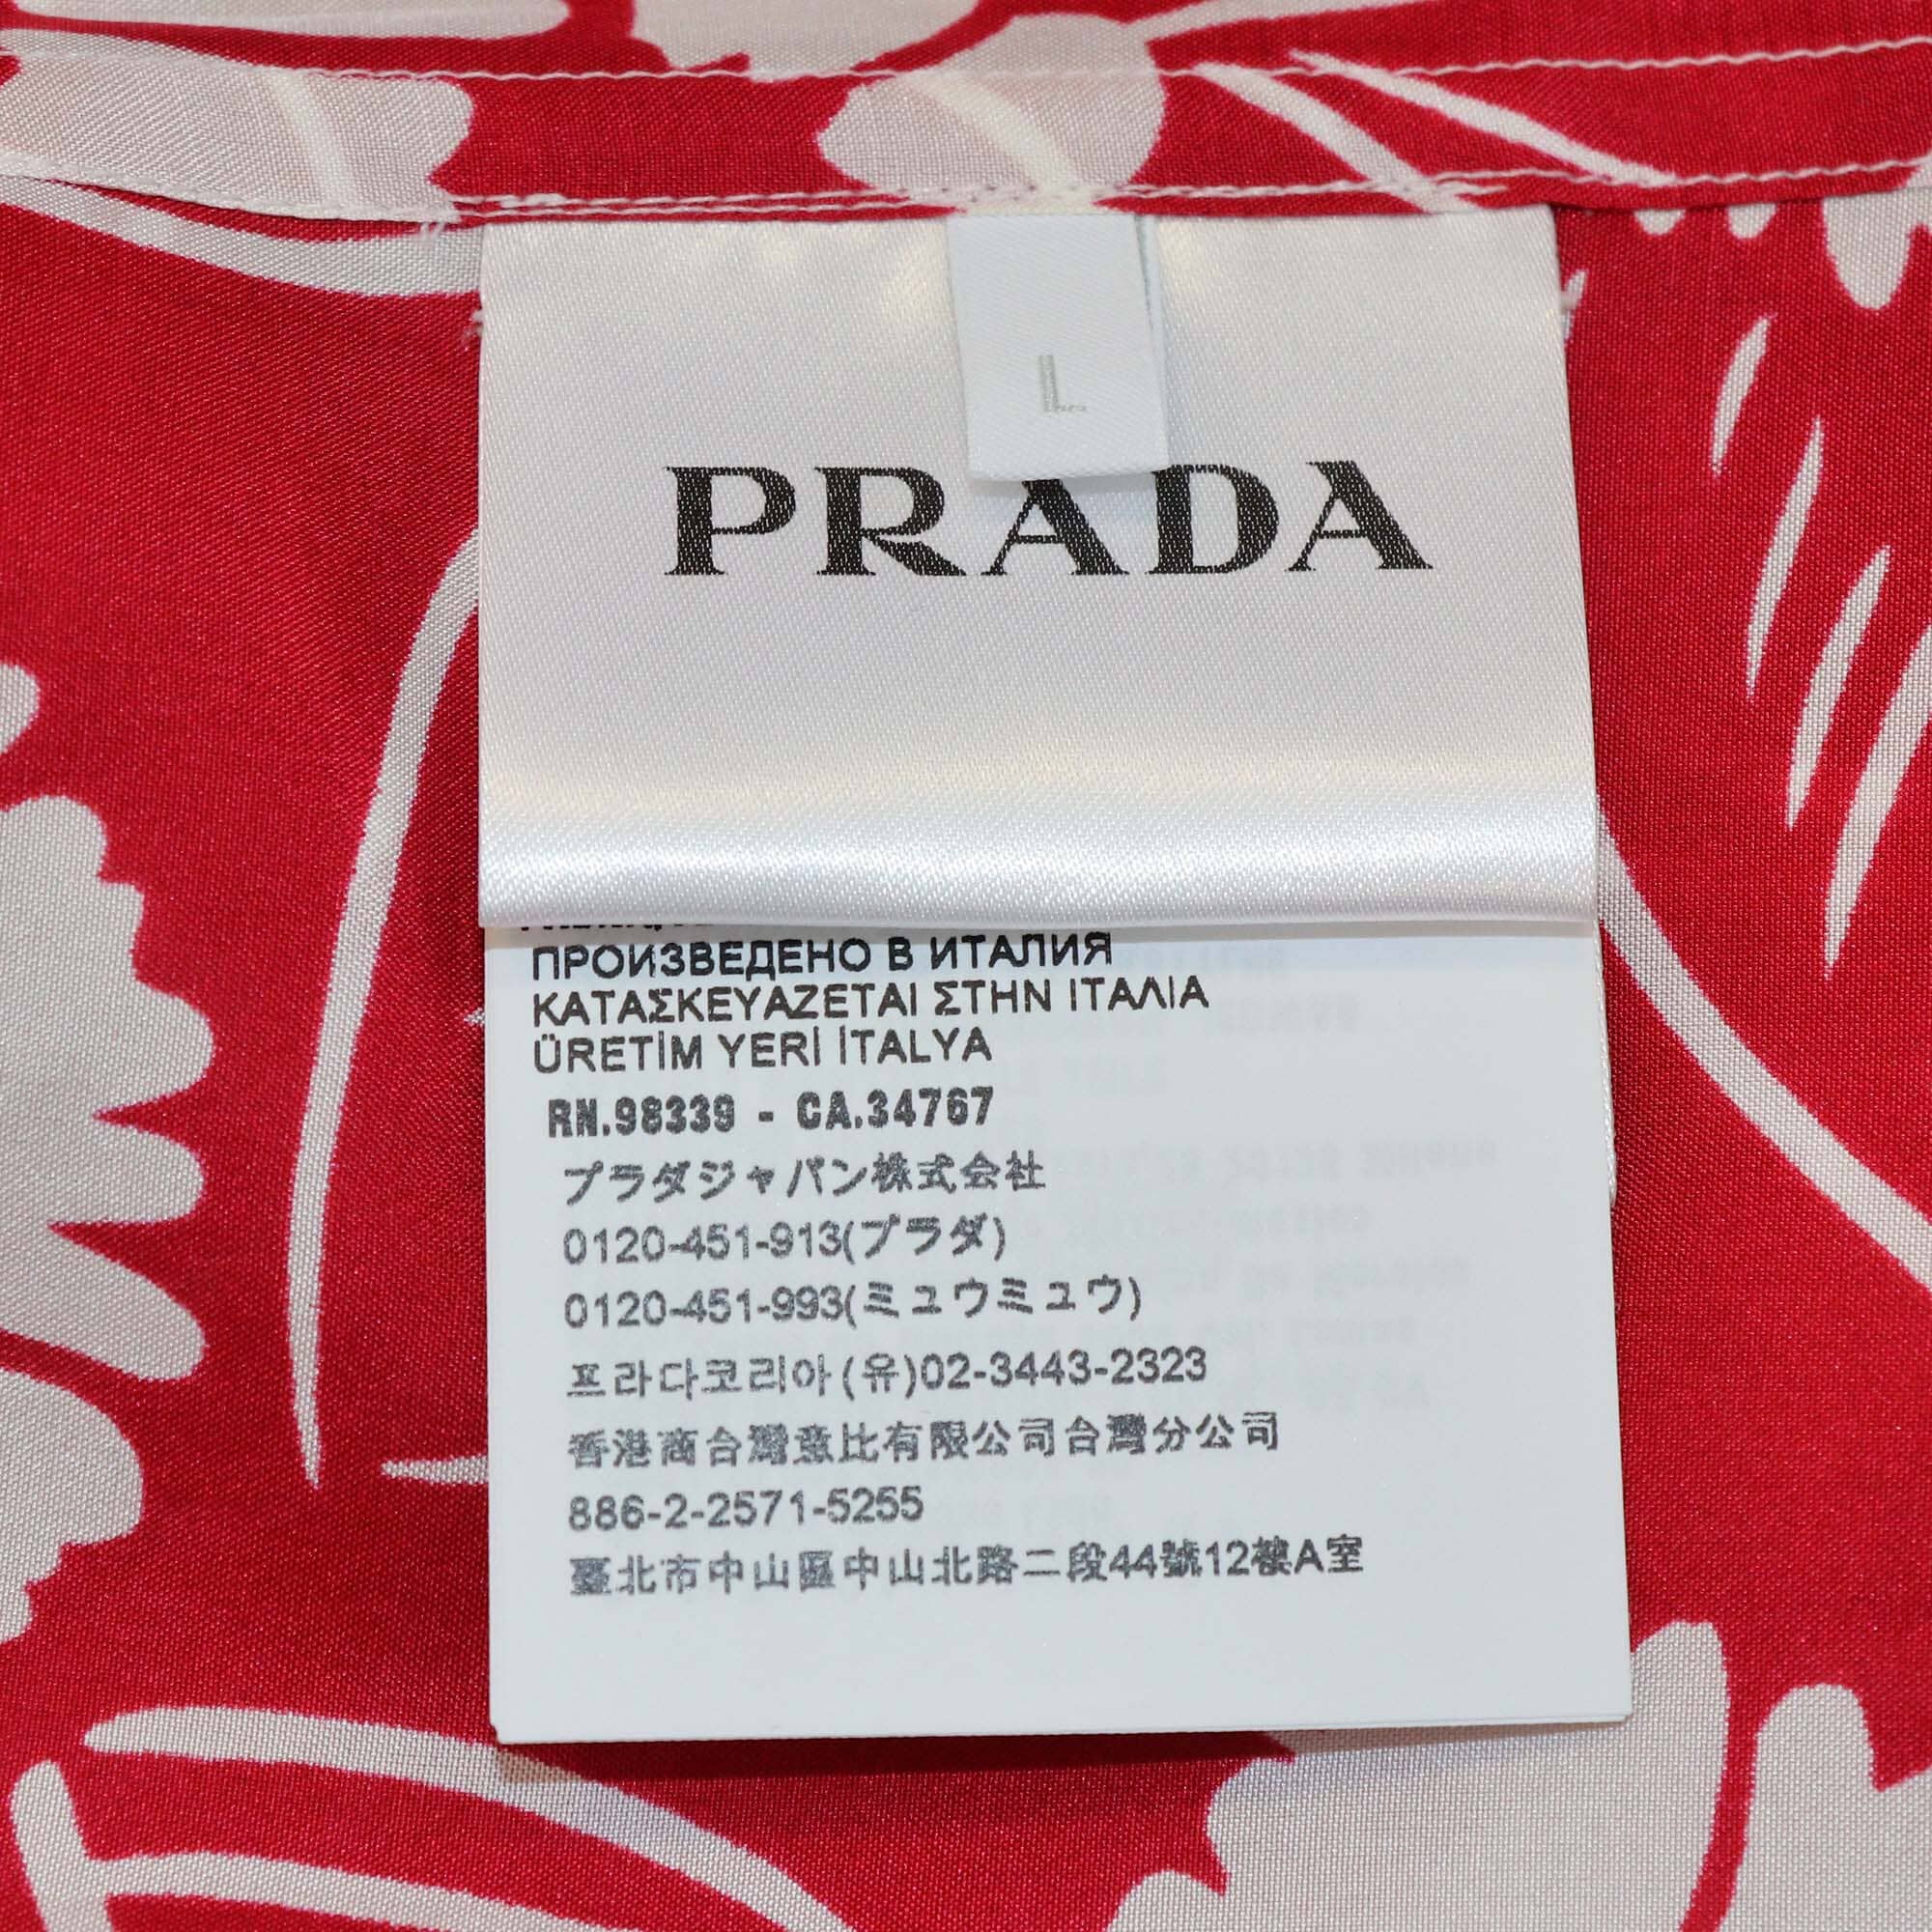 L
PRADA
ПРОИЗВЕДЕНО В ИТАЛИЯ
ΚΑΤΑΣΚΕΥΑΖΕΤΑΙ ΣΤΗΝ ΙΤΑΛΙΑ
ÜRETİM YERİ İTALYA
RN.98339 - CA.34767
プラダジャパン株式会社
0120-451-913(プラダ)
0120-451-993(ミュウミュウ)
프라다코리아(유)02-3443-2323
香港商台灣意比有限公司台灣分公司
886-2-2571-5255
臺北市中山區中山北路二段44號12樓A室